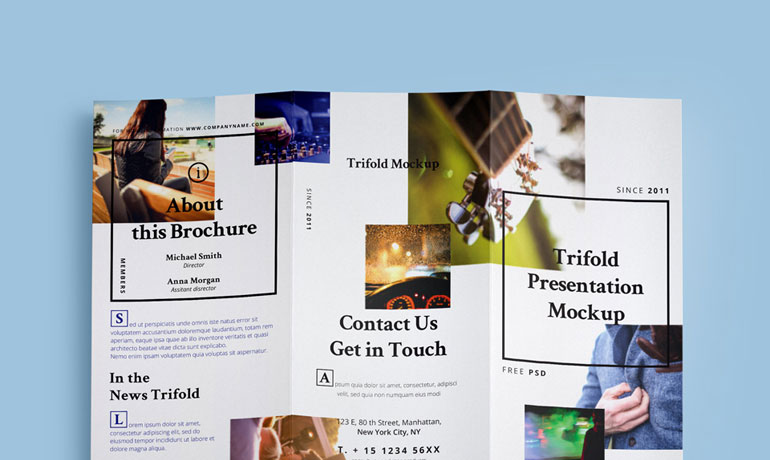 FOR MORE INFORMATION WWW.COMPANYNAME.COM
i
About
this Brochure
Michael Smith
Director
Anna Morgan
Assitant disrector
MEMBERS
Sed ut perspiciatis unde omnis iste natus error sit
voluptatem accusantium doloremque laudantium, totam rem
aperiam, eaque ipsa quae ab illo inventore veritatis et quasi
architecto beatae vitae dicta sunt explicabo.
Nemo enim ipsam voluptatem quia voluptas sit aspernatur.
In the
News Trifold
Lorem ipsum dolor sit amet,
consectetur adipiscing elit, sed do
eiusmod tempor incididunt ut labore et
dolore magna aliqua.
Trifold Mockup
SINCE 2011
Contact Us
Get in Touch
A
psum quia dolor sit amet, consectetur, adipisci
velit, sed quia non numquam eius modi
123 E, 80 th Street, Manhattan,
New York City, NY
T. + 15 1234 56XX
SINCE 2011
Trifold
Presentation
Mockup
FREE PSD